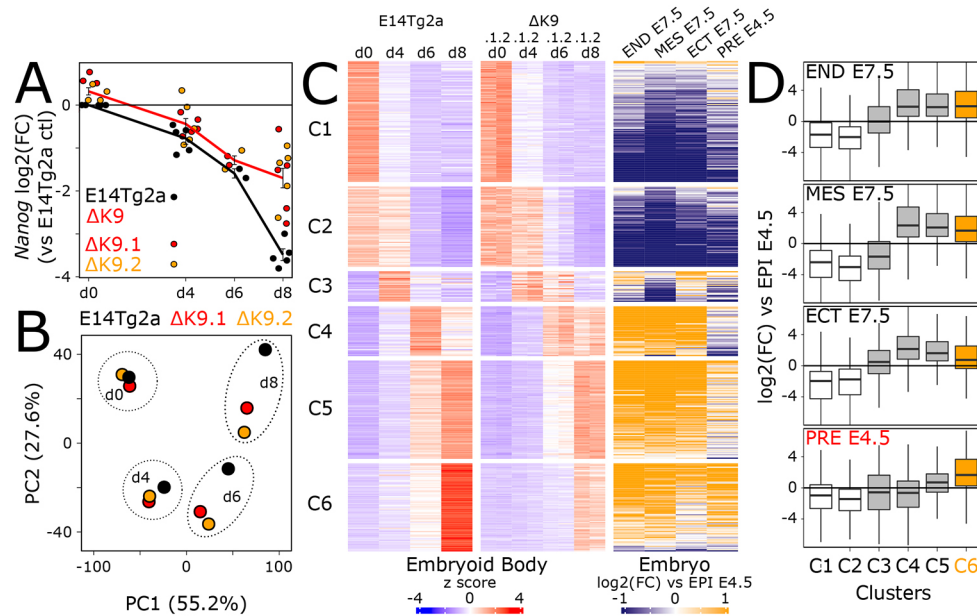 A
Nanog log2(FC)
(vs E14Tg2a ctl)
0
-2
-4
E14Tg2a
ΔK9
ΔK9.1
ΔK9.2
d0
d4
d6
d8
B
E14Tg2a ΔK9.1 ΔK9.2
PC2 (27.6%)
40
0
-40
d0
d8
d4
d6
-100
0
100
PC1 (55.2%)
C
E14Tg2a
d0 d4 d6 d8
ΔK9
.1.2 .1.2 .1.2 .1.2
d0 d4 d6 d8
END E7.5
MES E7.5
ECT E7.5
PRE E4.5
C1
C2
C3
C4
C5
C6
Embryoid Body
z score
-4 -2 0 2 4
Embryo
log2(FC) vs EPI E4.5
-1 0 1
D
log2(FC) vs EPI E4.5
END E7.5
4
0
-4
MES E7.5
4
0
-4
ECT E7.5
4
0
-4
PRE E4.5
4
0
-4
C1 C2 C3 C4 C5 C6
Clusters